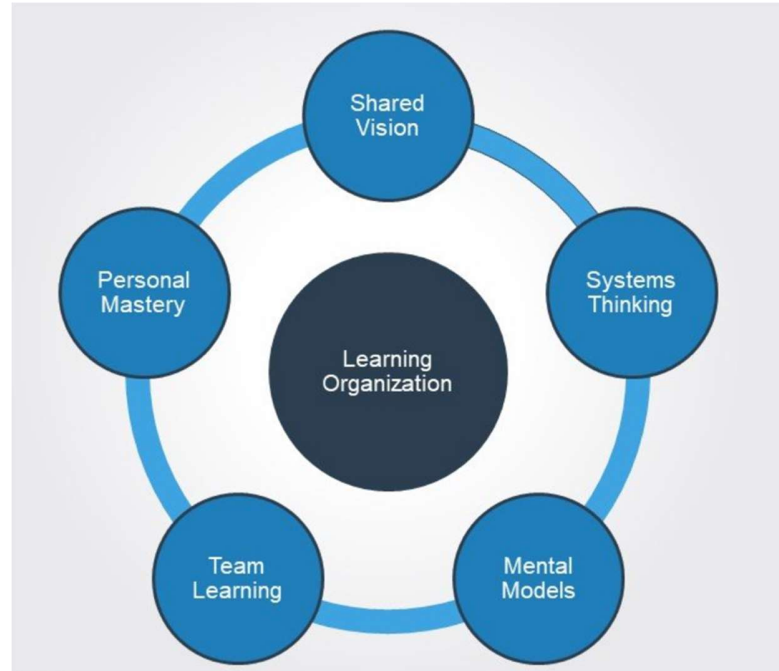 Shared
Vision
Personal
Mastery
Systems
Thinking
Learning
Organization
Team
Learning
Mental
Models